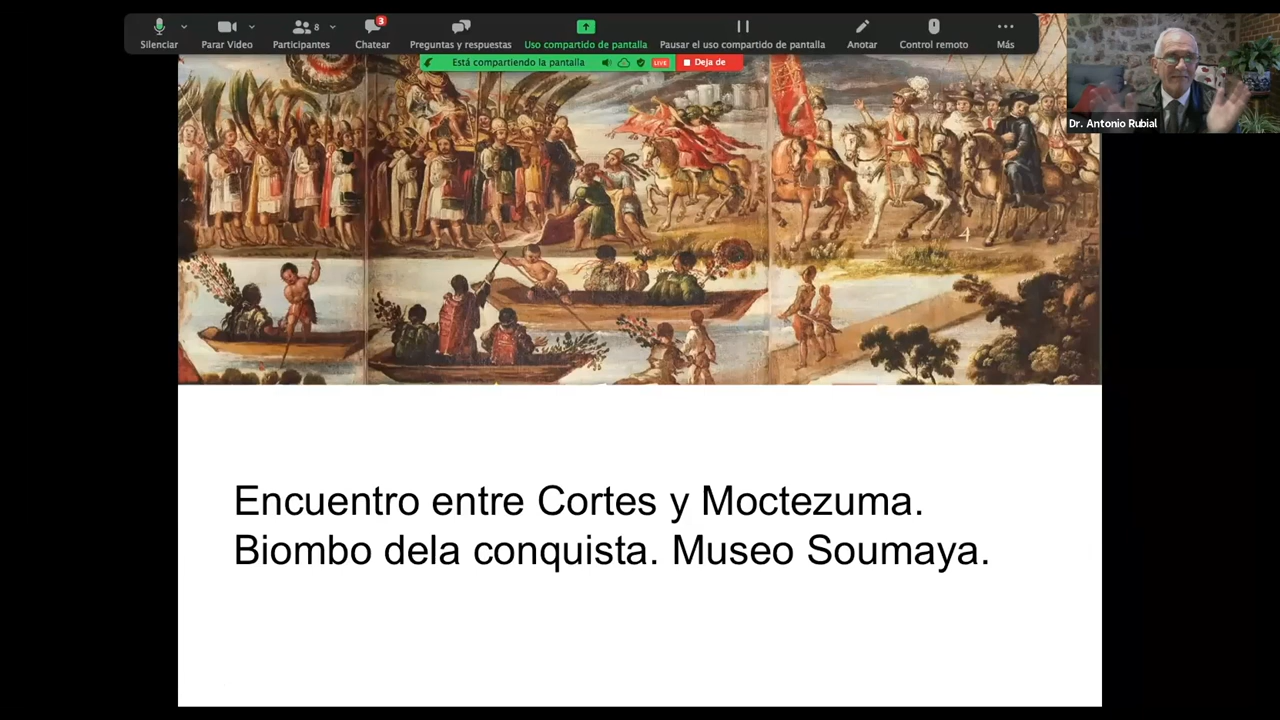 Silenciar
Parar Video
Participantes
8
Chatear
3
Preguntas y respuestas
Uso compartido de pantalla
Pausar el uso compartido de pantalla
Anotar
Control remoto
Más
Está compartiendo la pantalla
LIVE
Deja de
Dr. Antonio Rubial
Encuentro entre Cortes y Moctezuma.
Biombo dela conquista. Museo Soumaya.